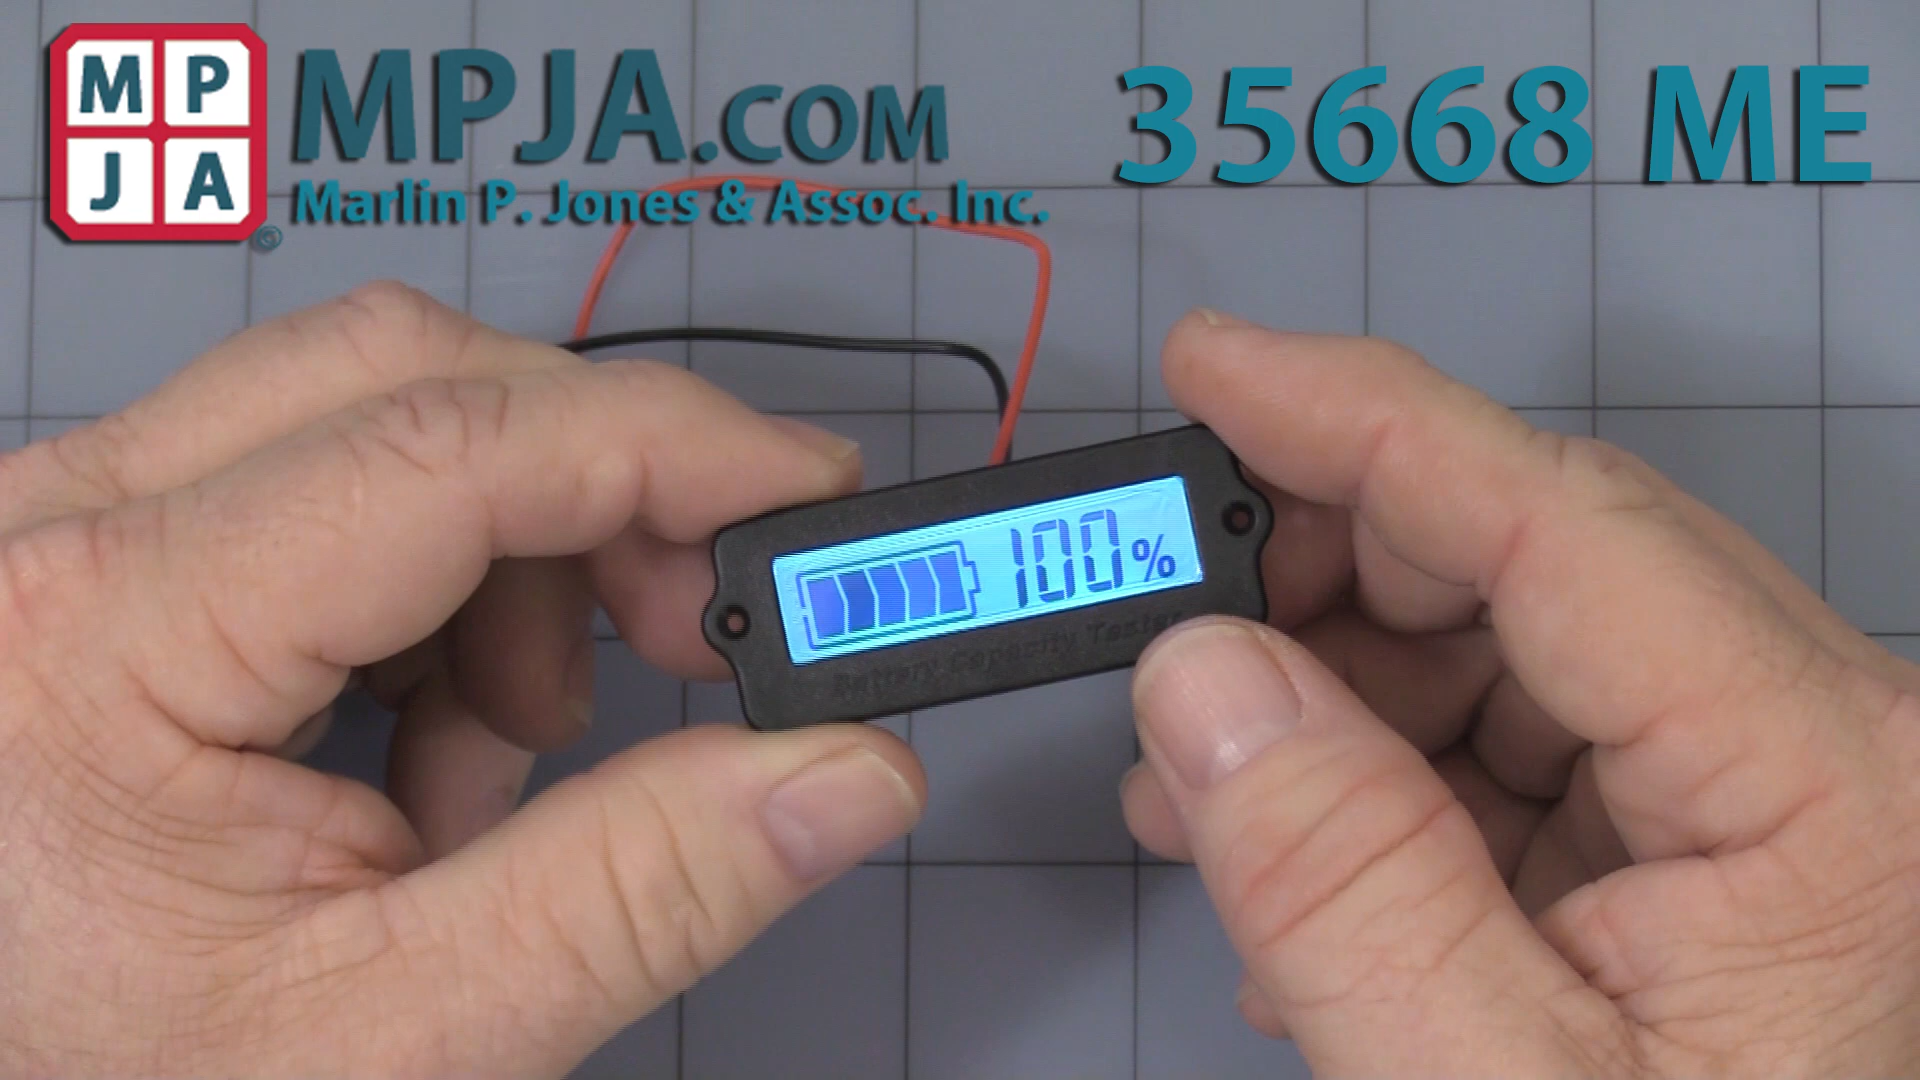 M P
J A
®
MPJA.COM
Marlin P. Jones & Assoc. Inc.
35668 ME
100%
Battery Capacity Tester